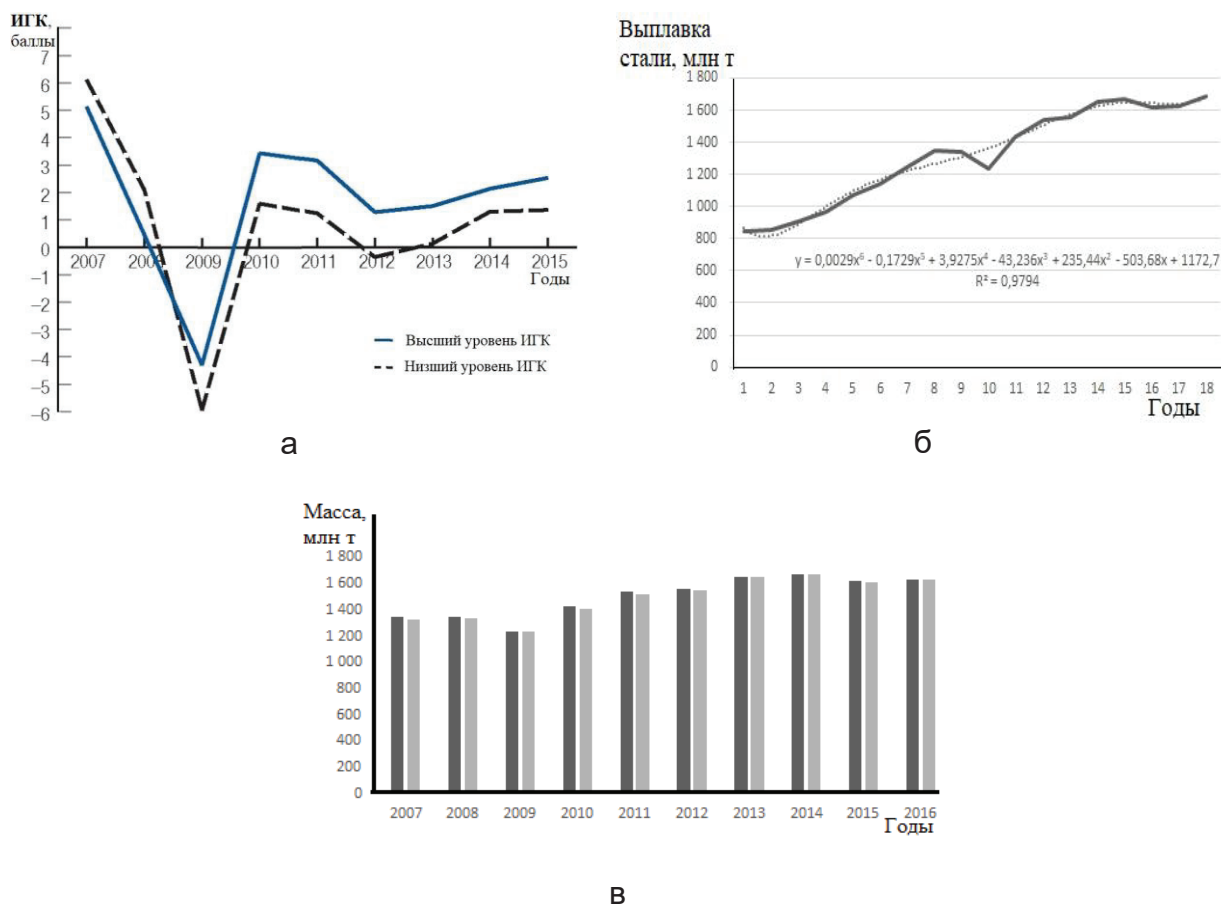 ИГК,
баллы
7
6
5
4
3
2
1
0
–1
–2
–3
–4
–5
–6
2007 2008 2009 2010 2011 2012 2013 2014 2015
Годы
Высший уровень ИГК
Низший уровень ИГК
а
Выплавка
стали, млн т
1 800
1 600
1 400
1 200
1 000
800
600
400
200
0
y = 0,0029x⁶ - 0,1729x⁵ + 3,9275x⁴ - 43,236x³ + 235,44x² - 503,68x + 1172,7
R² = 0,9794
1 2 3 4 5 6 7 8 9 10 11 12 13 14 15 16 17 18
Годы
б
Масса,
млн т
1 800
1 600
1 400
1 200
1 000
800
600
400
200
0
2007 2008 2009 2010 2011 2012 2013 2014 2015 2016
Годы
в